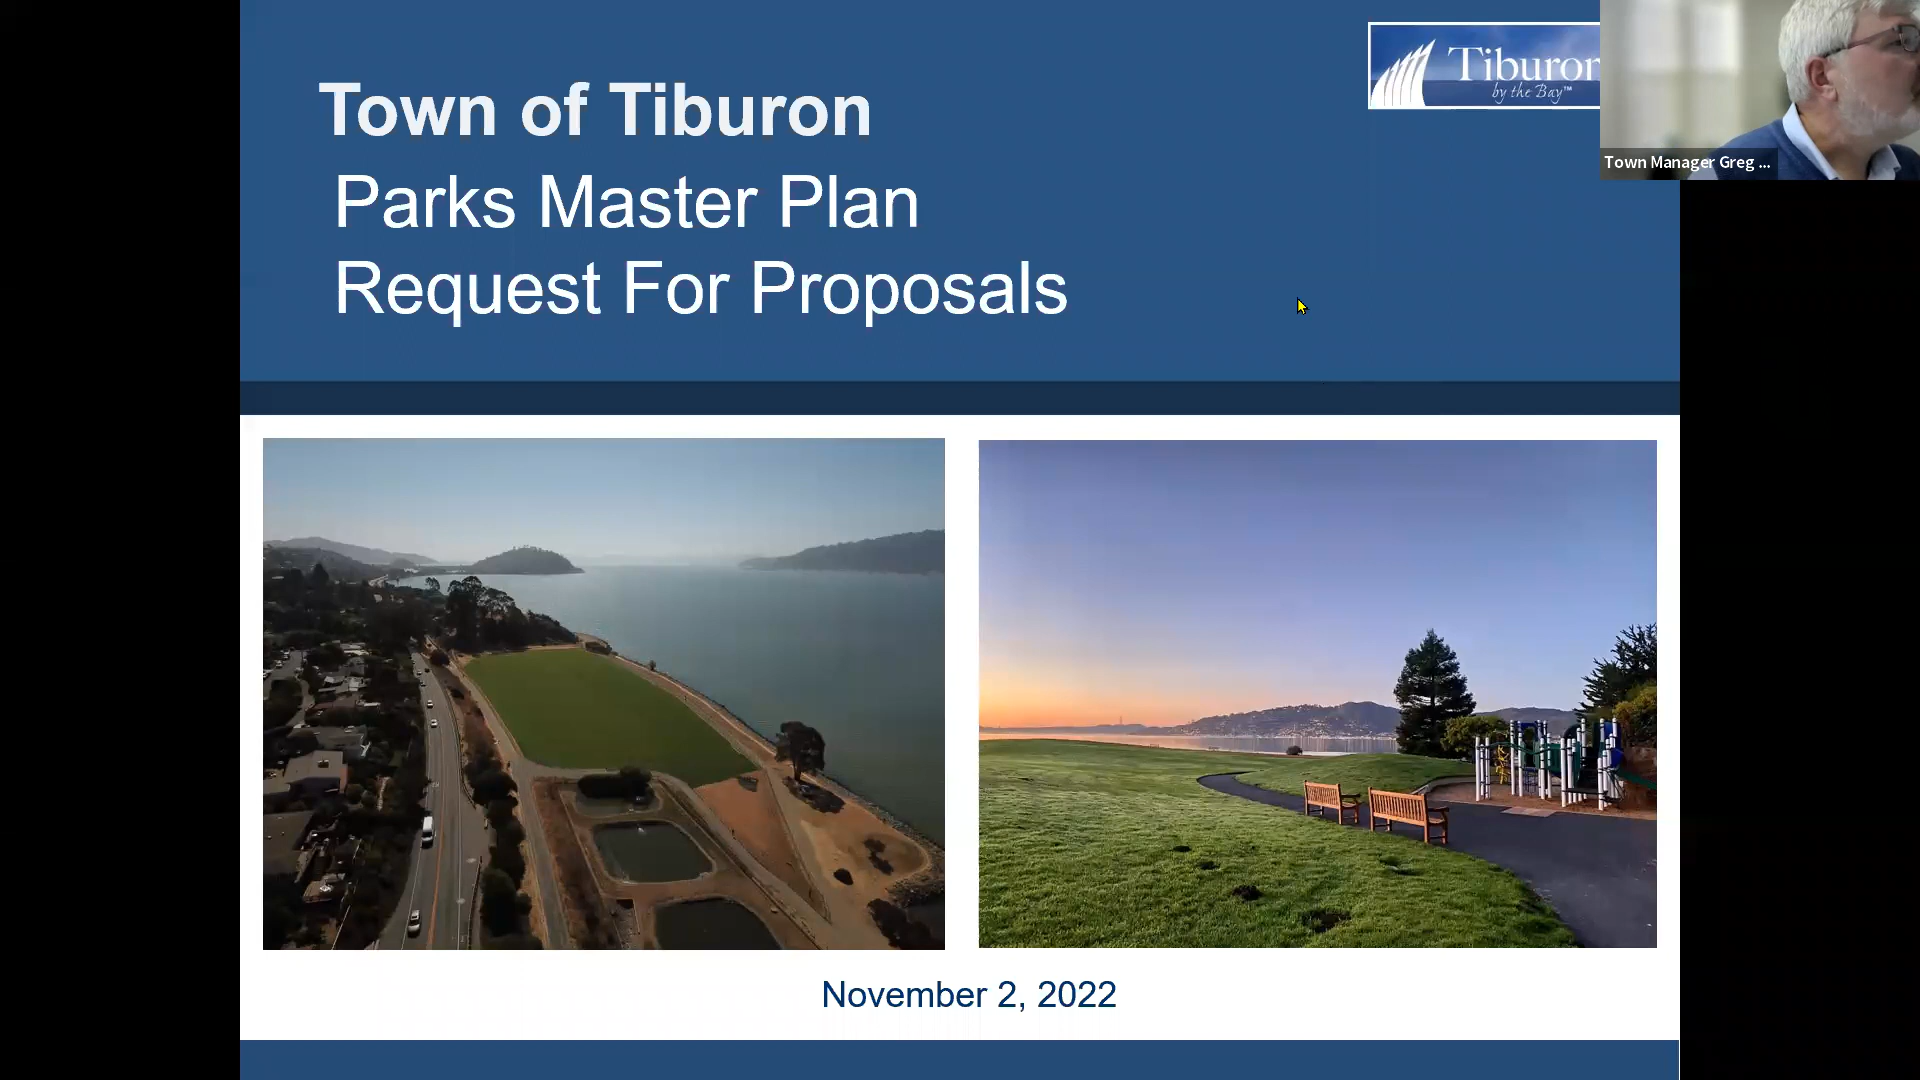 Town of Tiburon
Parks Master Plan
Request For Proposals
Tiburon
by the Bay™
Town Manager Greg ...
November 2, 2022